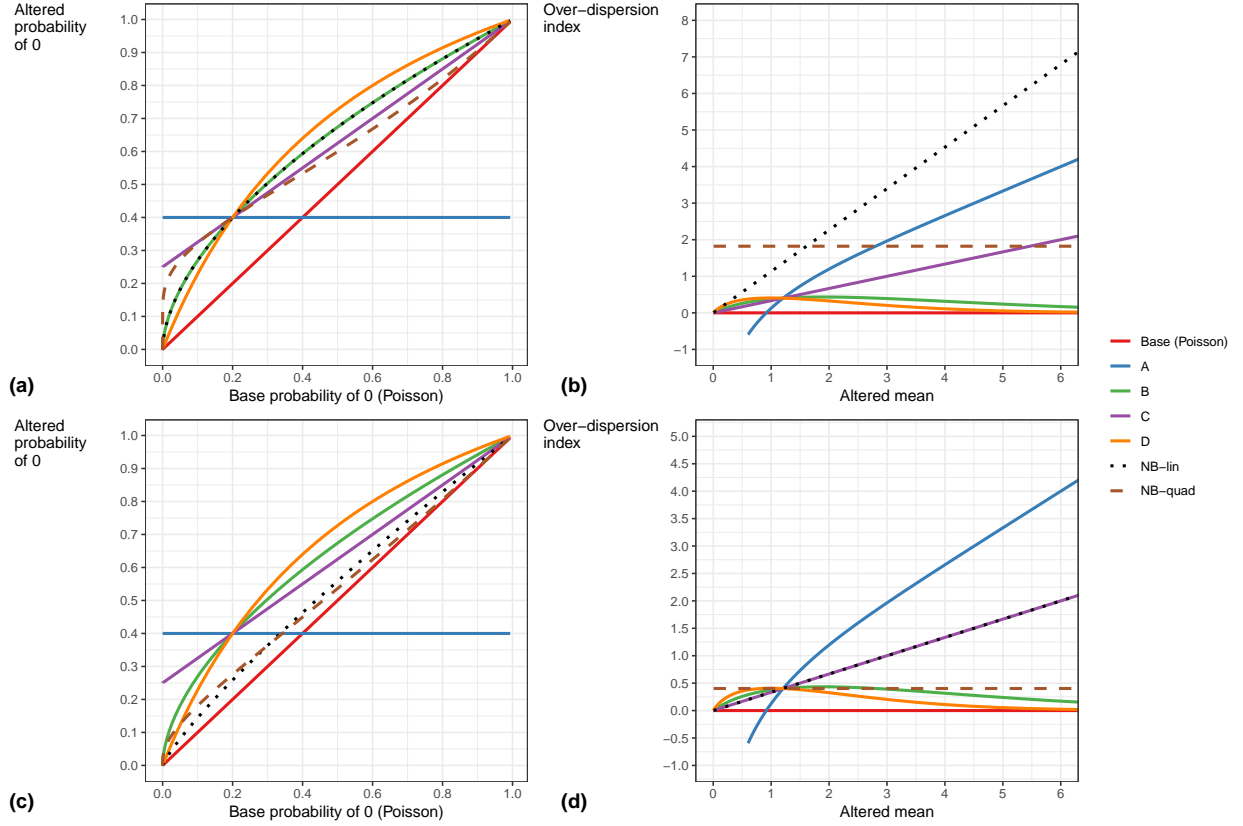 Altered
probability
of 0
1.0
0.9
0.8
0.7
0.6
0.5
0.4
0.3
0.2
0.1
0.0
0.0 0.2 0.4 0.6 0.8 1.0
Base probability of 0 (Poisson)
(a)
Over−dispersion
index
8
7
6
5
4
3
2
1
0
−1
0 1 2 3 4 5 6
Altered mean
(b)
Base (Poisson)
A
B
C
D
NB−lin
NB−quad
Altered
probability
of 0
1.0
0.9
0.8
0.7
0.6
0.5
0.4
0.3
0.2
0.1
0.0
0.0 0.2 0.4 0.6 0.8 1.0
Base probability of 0 (Poisson)
(c)
Over−dispersion
index
5.0
4.5
4.0
3.5
3.0
2.5
2.0
1.5
1.0
0.5
0.0
−0.5
−1.0
0 1 2 3 4 5 6
Altered mean
(d)